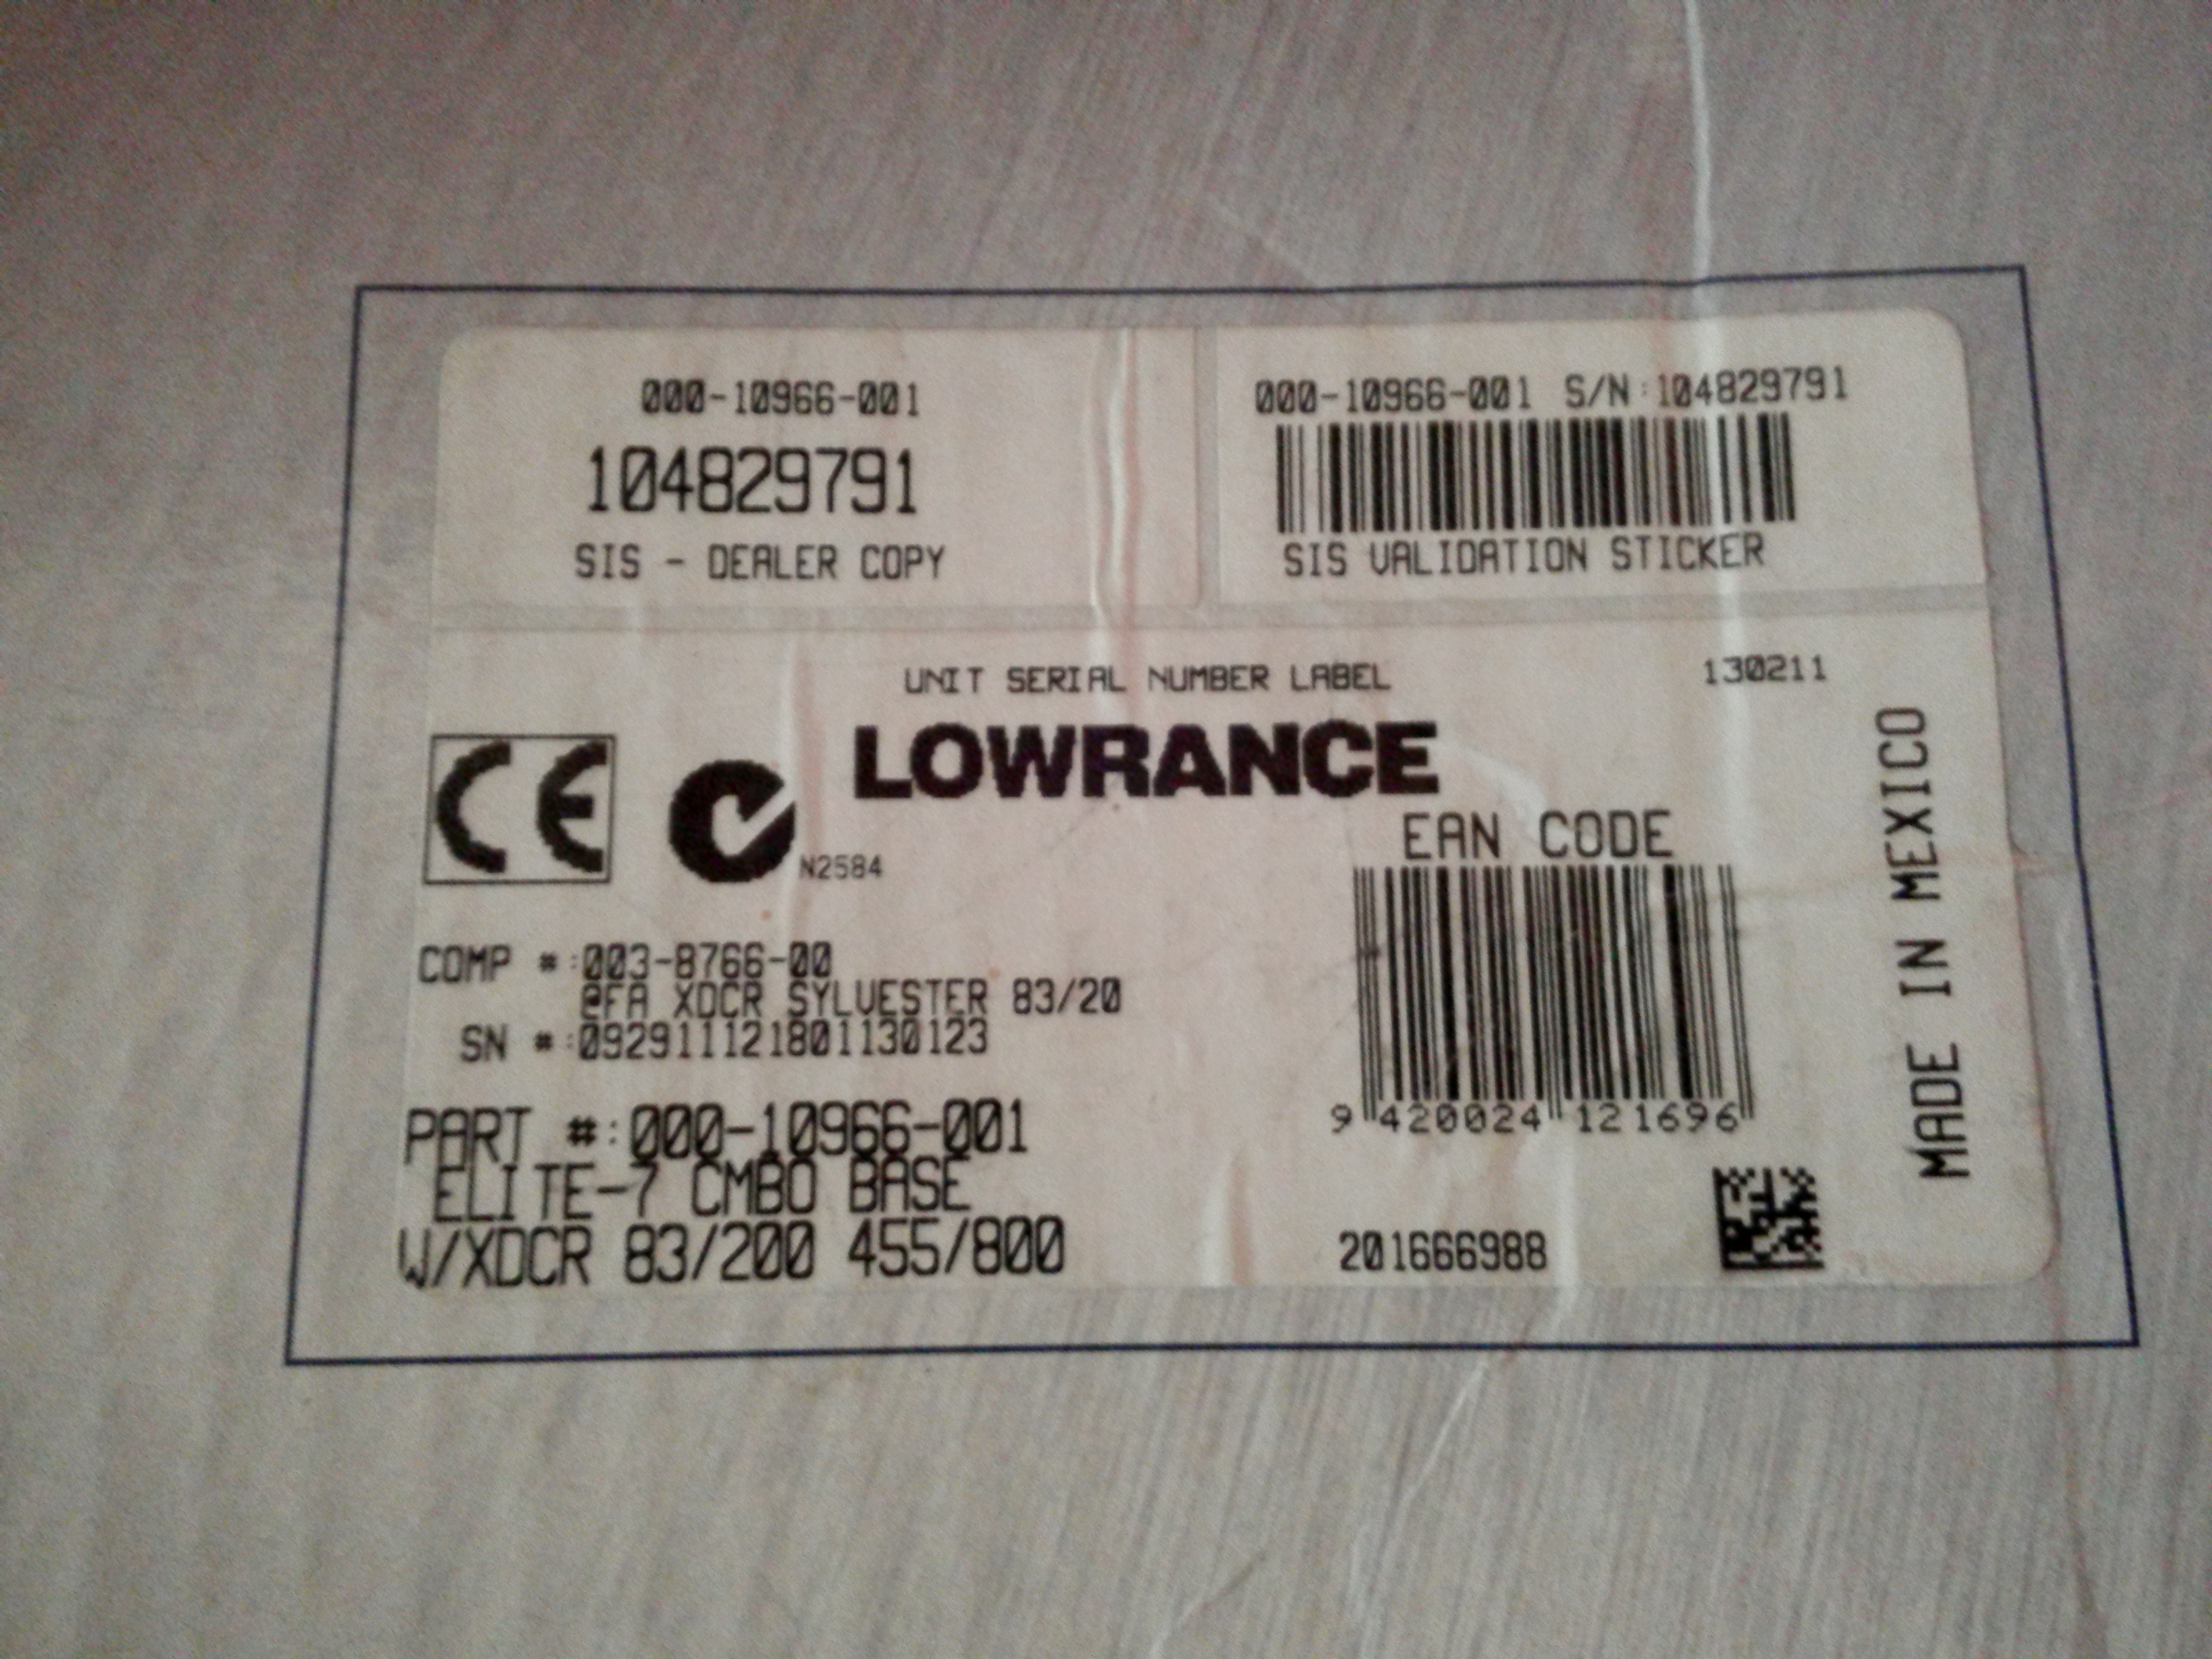 000-10966-001
104829791
SIS - DEALER COPY
000-10966-001 S/N:104829791
SIS VALIDATION STICKER
UNIT SERIAL NUMBER LABEL
130211
LOWRANCE
CE
N2584
EAN CODE
9 420024 121696
COMP #:003-8766-00
@FA XDCR SYLVESTER 83/20
SN #:092911121801130123
PART #:000-10966-001
ELITE-7 CMBO BASE
W/XDCR 83/200 455/800
201666988
MADE IN MEXICO